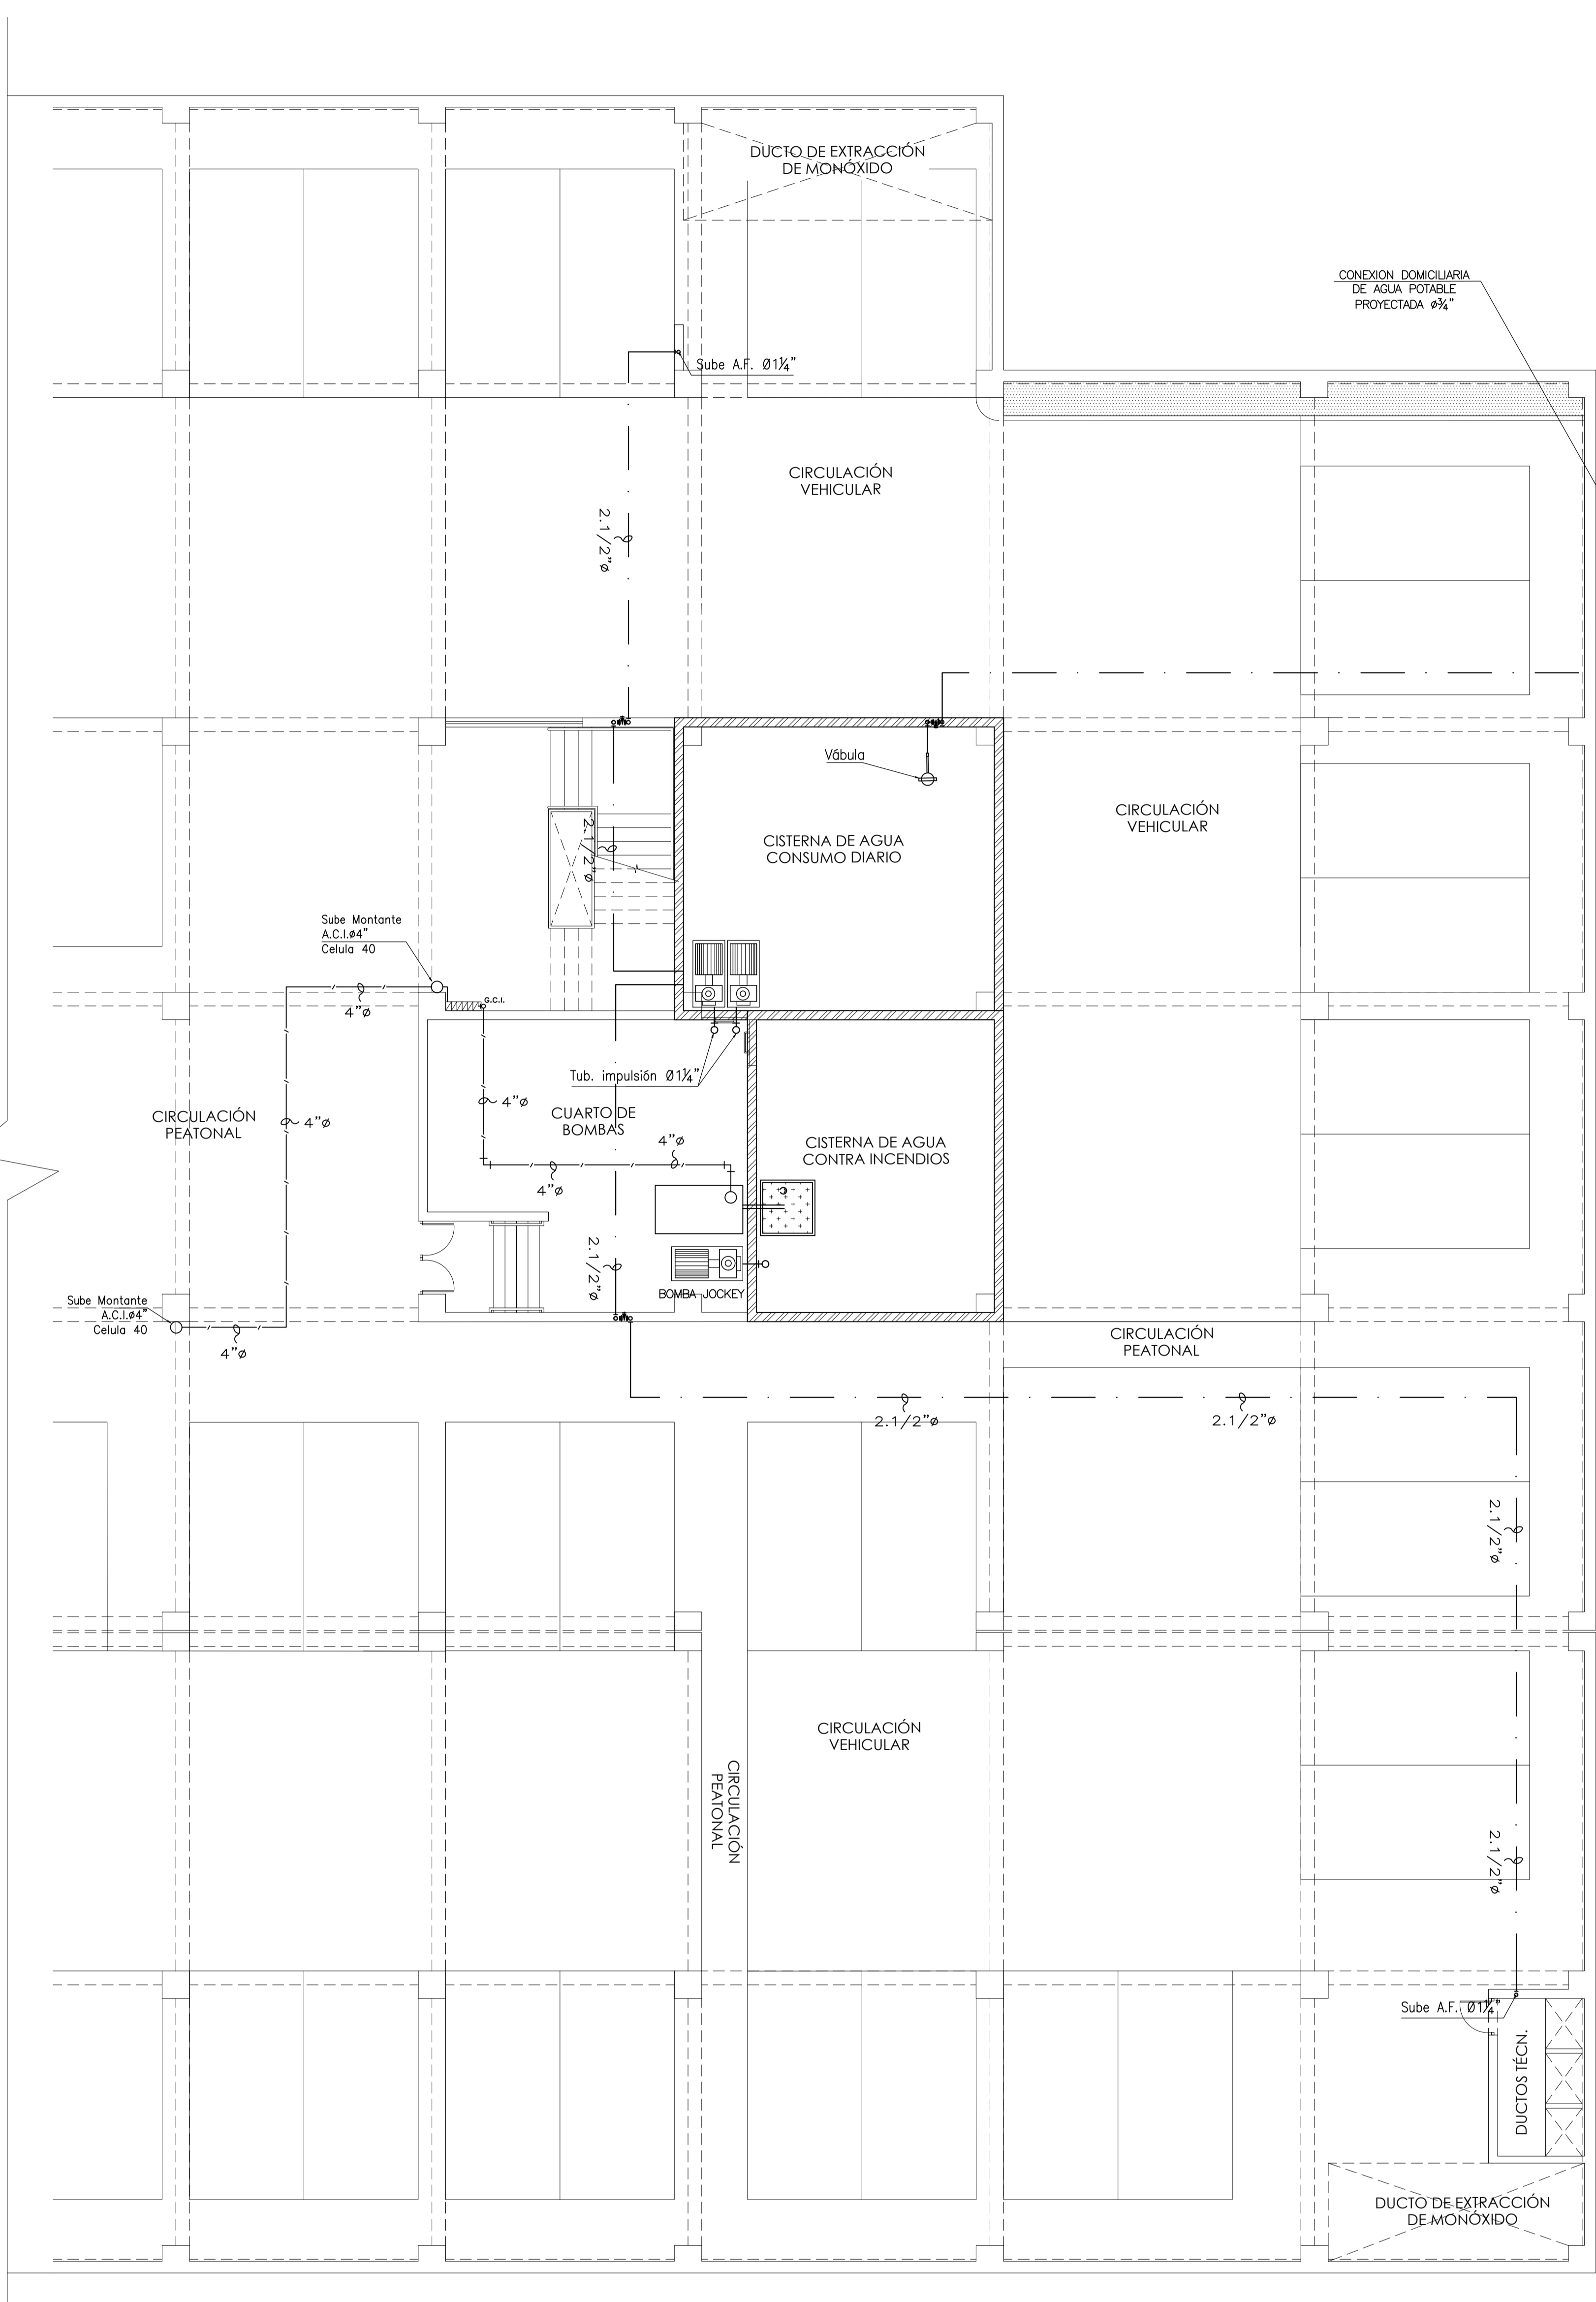 DUCTO DE EXTRACCIÓN
DE MONÓXIDO
CONEXION DOMICILIARIA
DE AGUA POTABLE
PROYECTADA ø¾"
Sube A.F. Ø1¼"
CIRCULACIÓN
VEHICULAR
2.1/2"ø
Vábula
CISTERNA DE AGUA
CONSUMO DIARIO
CIRCULACIÓN
VEHICULAR
2.1/2"ø
Sube Montante
A.C.I.ø4"
Celula 40
4"ø
G.C.I.
Tub. impulsión Ø1¼"
4"ø
CUARTO DE
BOMBAS
4"ø
4"ø
CIRCULACIÓN
PEATONAL
4"ø
CISTERNA DE AGUA
CONTRA INCENDIOS
2.1/2"ø
BOMBA JOCKEY
Sube Montante
A.C.I.ø4"
Celula 40
4"ø
CIRCULACIÓN
PEATONAL
2.1/2"ø
2.1/2"ø
2.1/2"ø
CIRCULACIÓN
VEHICULAR
CIRCULACIÓN
PEATONAL
2.1/2"ø
Sube A.F. Ø1¼"
DUCTOS TÉCN.
DUCTO DE EXTRACCIÓN
DE MONÓXIDO